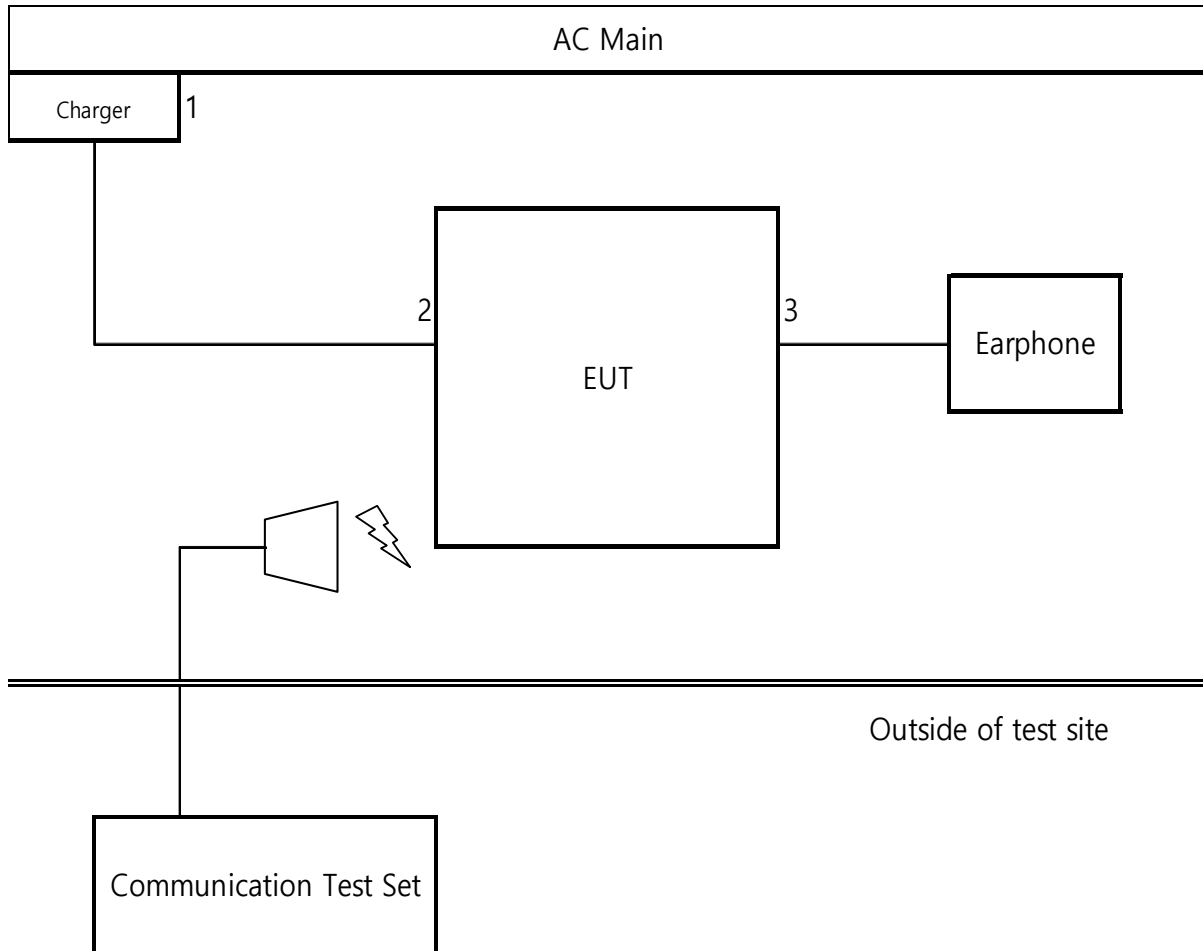 AC Main
Charger
1
2
3
Earphone
EUT
Outside of test site
Communication Test Set